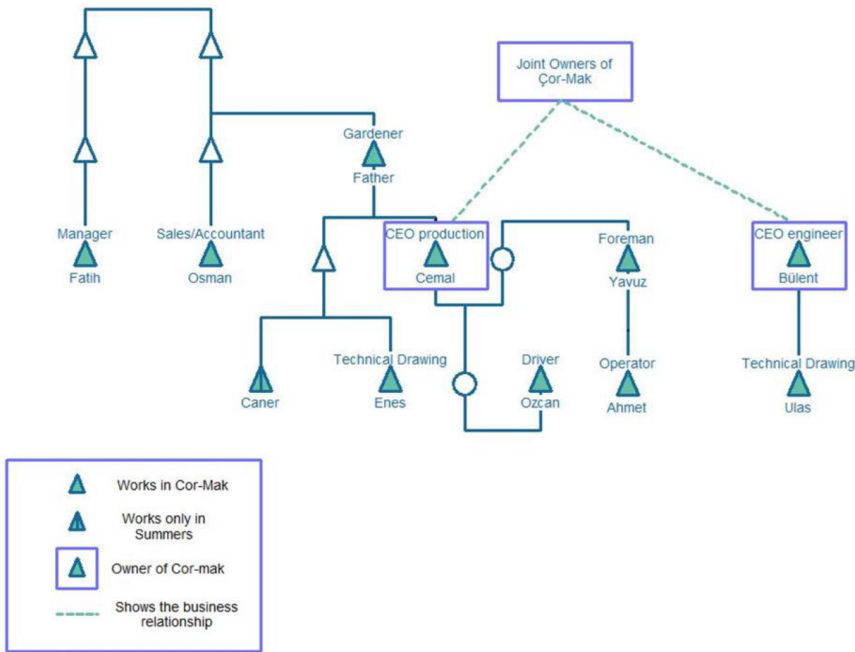 Joint Owners of
Çor-Mak
Gardener
Father
Manager
Fatih
Sales/Accountant
Osman
CEO production
Cemal
Foreman
Yavuz
CEO engineer
Bülent
Caner
Technical Drawing
Enes
Driver
Ozcan
Operator
Ahmet
Technical Drawing
Ulas
Works in Cor-Mak
Works only in
Summers
Owner of Cor-mak
Shows the business
relationship